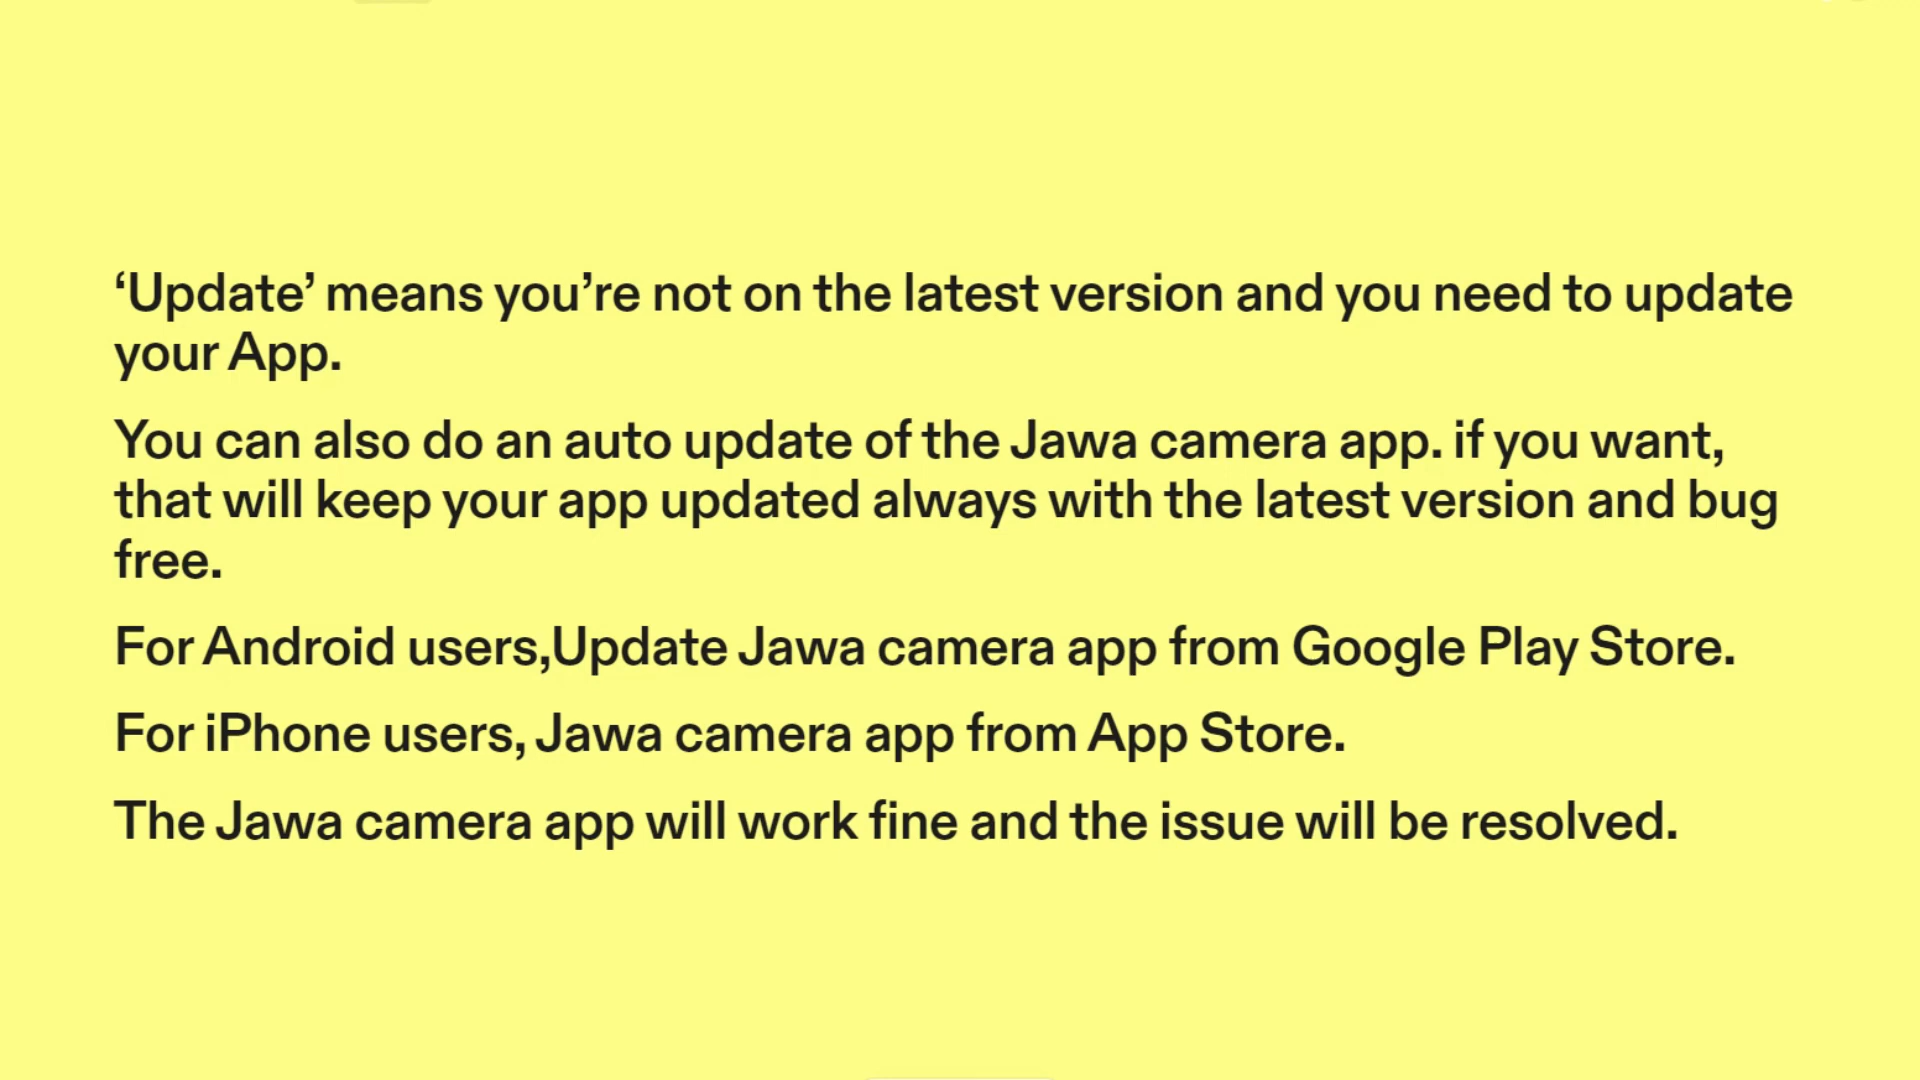 ‘Update’ means you’re not on the latest version and you need to update
your App.
You can also do an auto update of the Jawa camera app. if you want,
that will keep your app updated always with the latest version and bug
free.
For Android users,Update Jawa camera app from Google Play Store.
For iPhone users, Jawa camera app from App Store.
The Jawa camera app will work fine and the issue will be resolved.